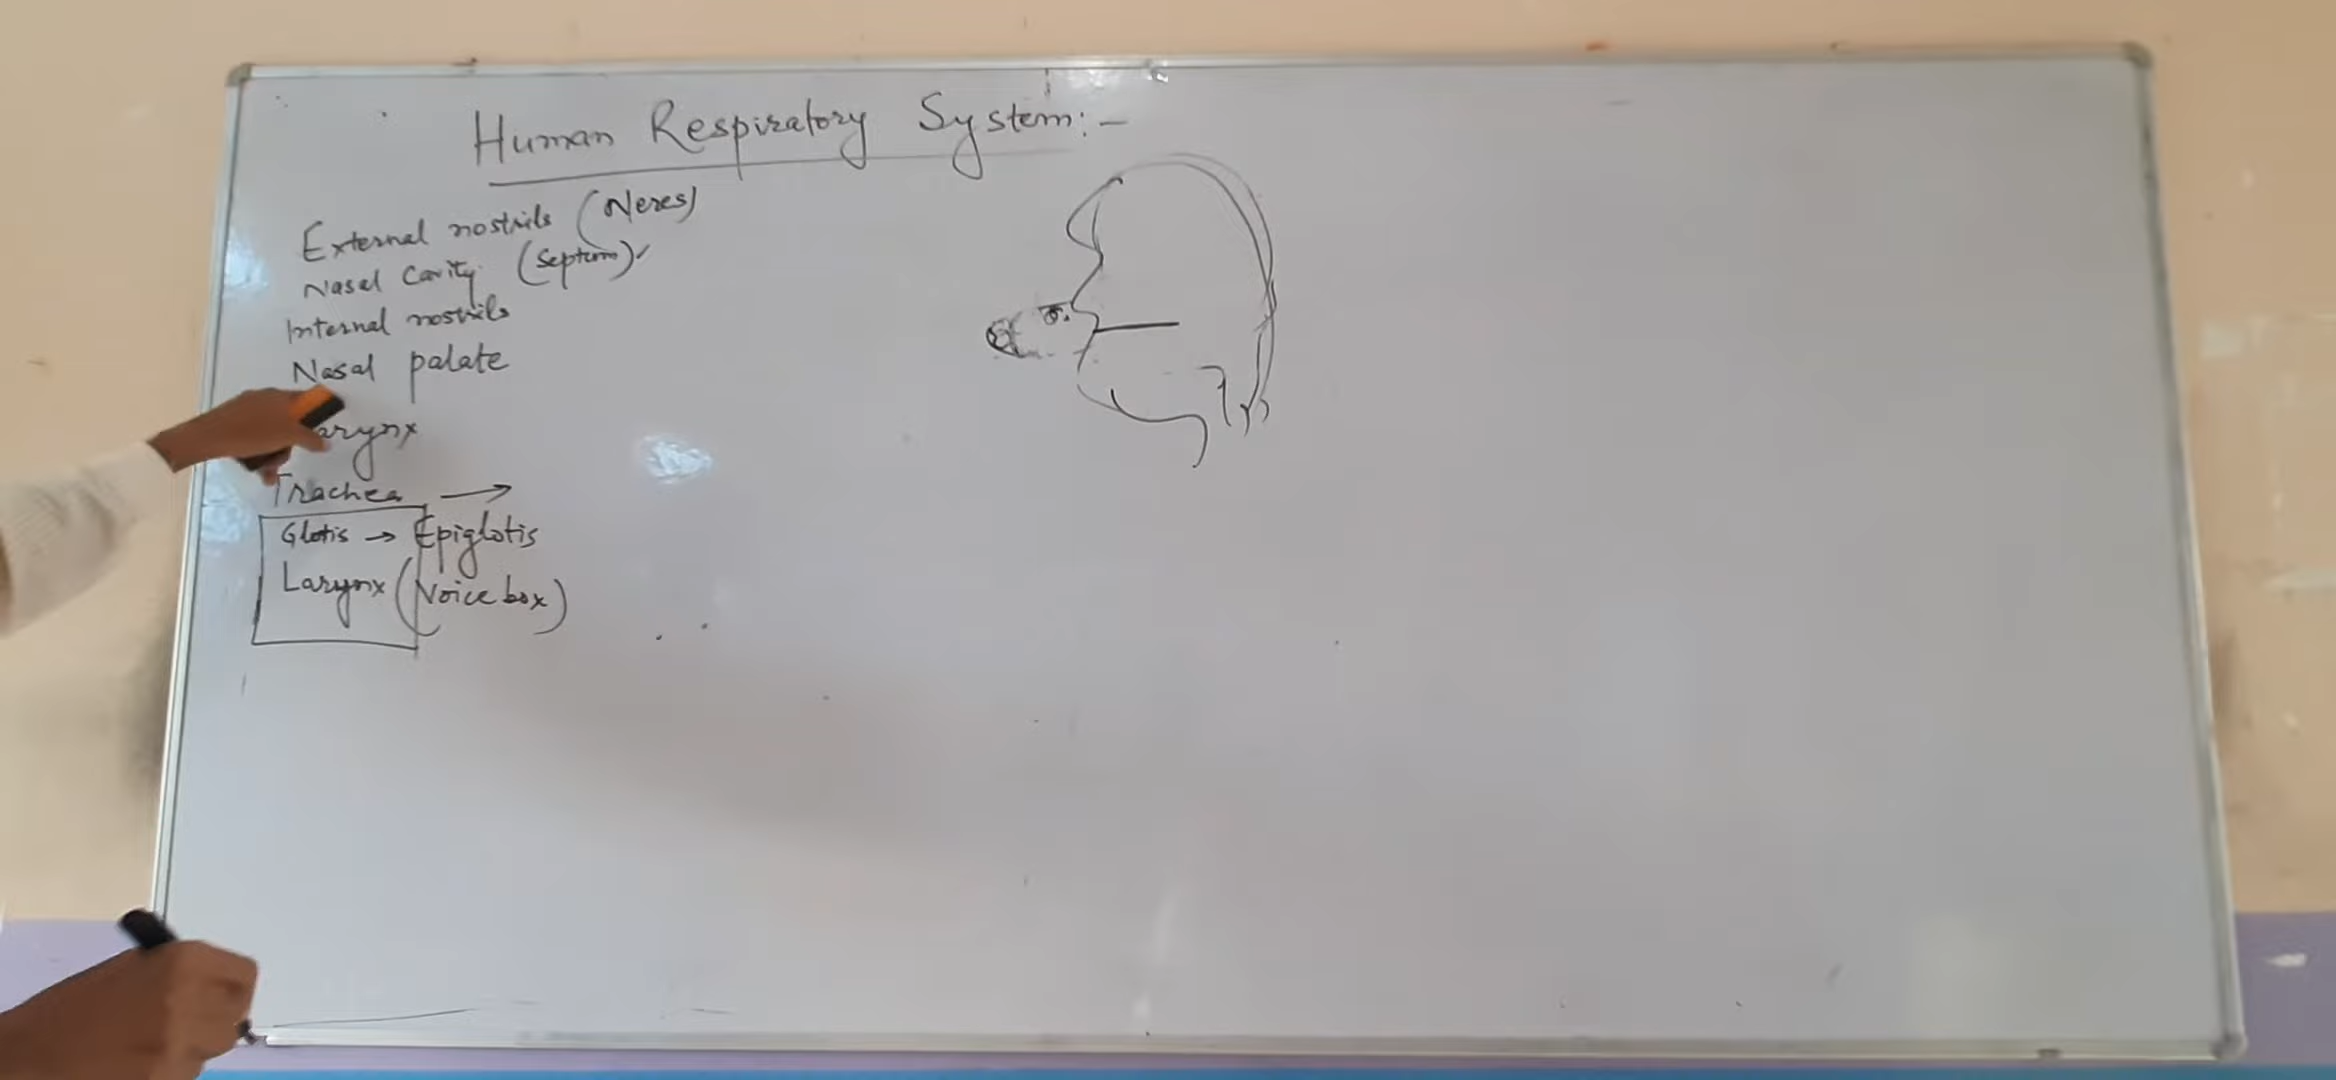 Human Respiratory System:-
External nostrils (Neres)
Nasal Cavity (Septum)
Internal nostrils
Nasal palate
arynx
Trachea →
Glotis → Epiglotis
Larynx (Voice box)